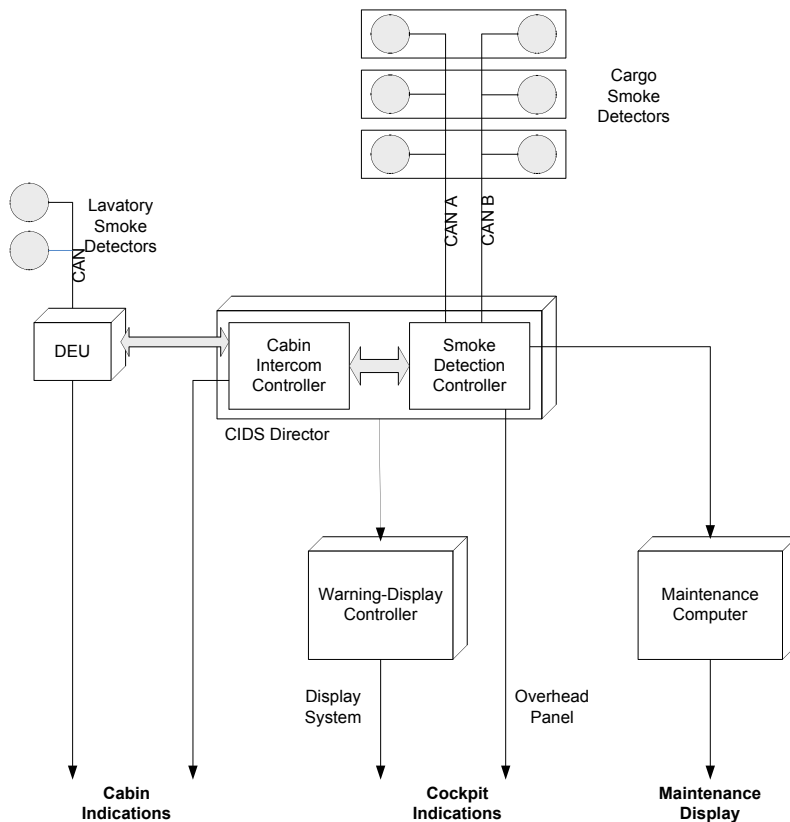 Cargo
Smoke
Detectors
Lavatory
Smoke
Detectors
CAN
CAN A
CAN B
DEU
Cabin
Intercom
Controller
Smoke
Detection
Controller
CIDS Director
Warning-Display
Controller
Maintenance
Computer
Display
System
Overhead
Panel
Cabin
Indications
Cockpit
Indications
Maintenance
Display